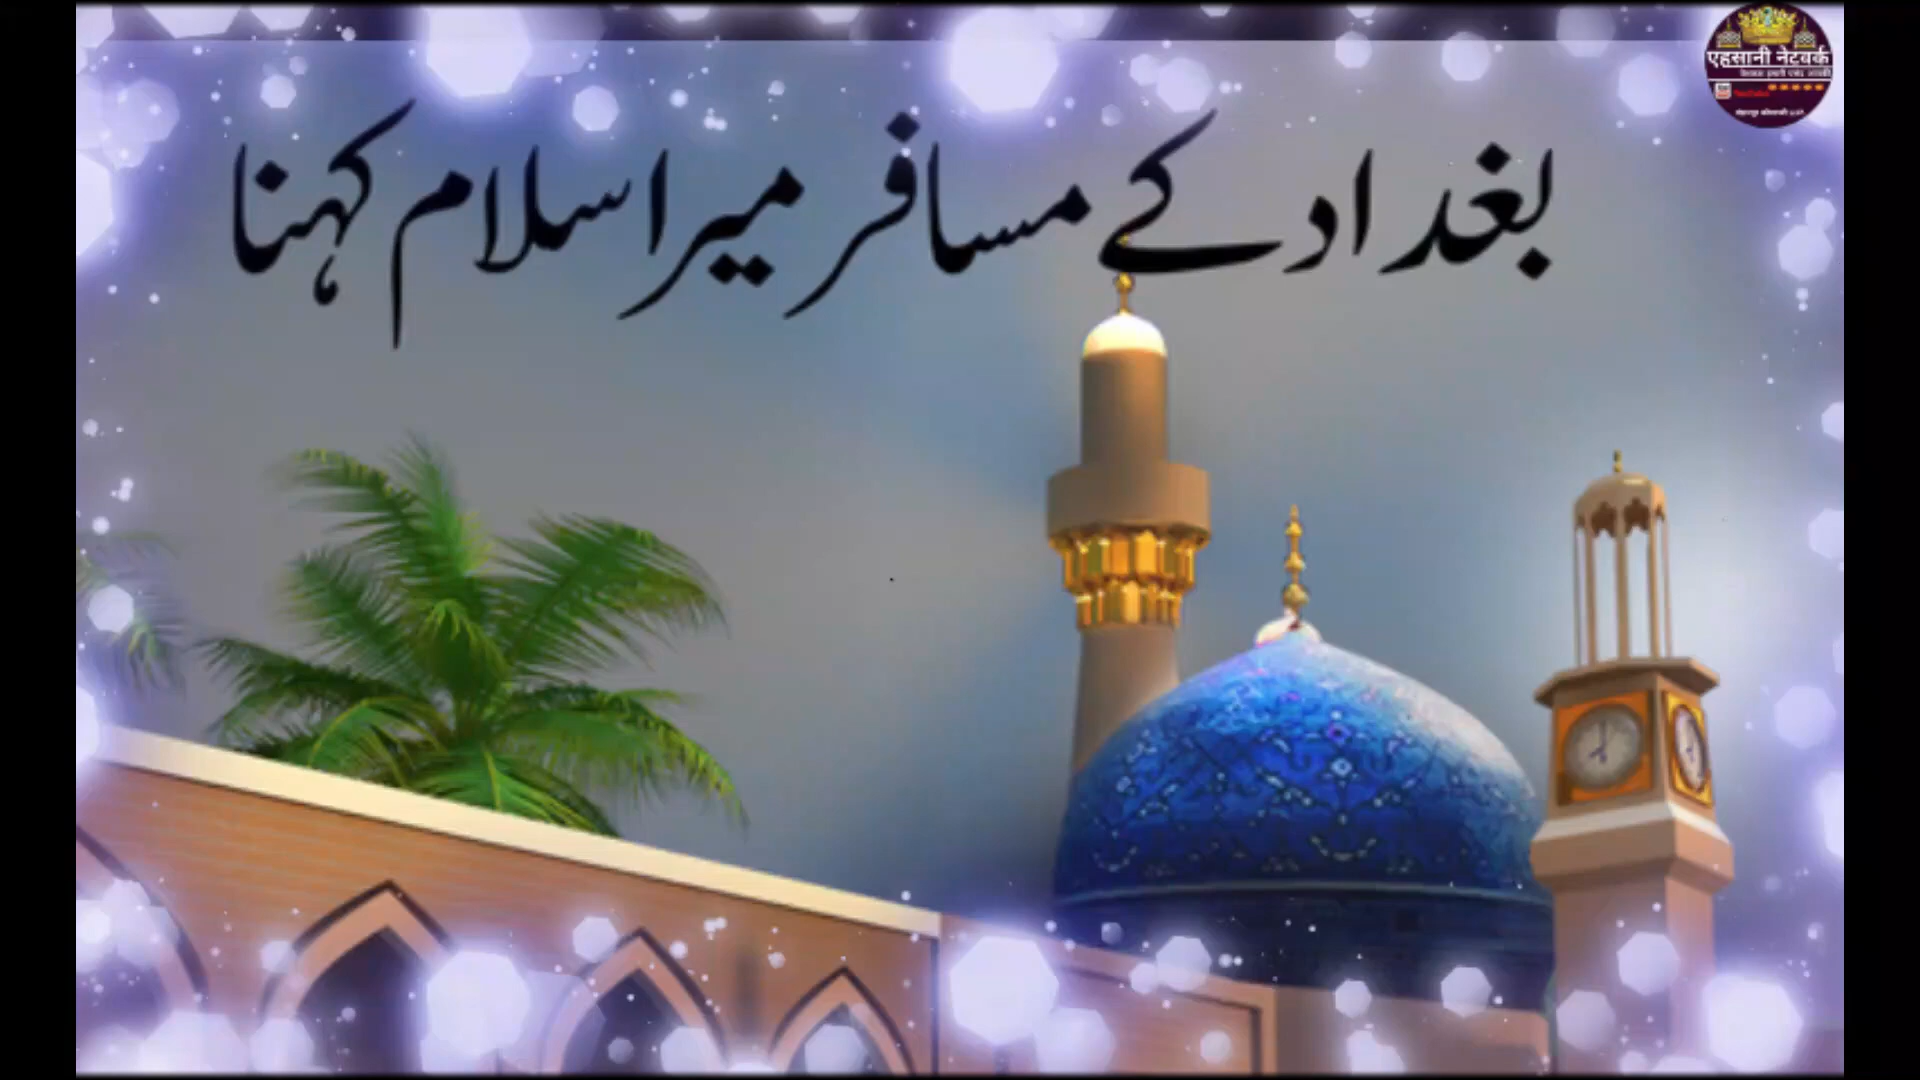 بغداد کے مسافر میرا سلام کہنا
एहसानी नेटवर्क